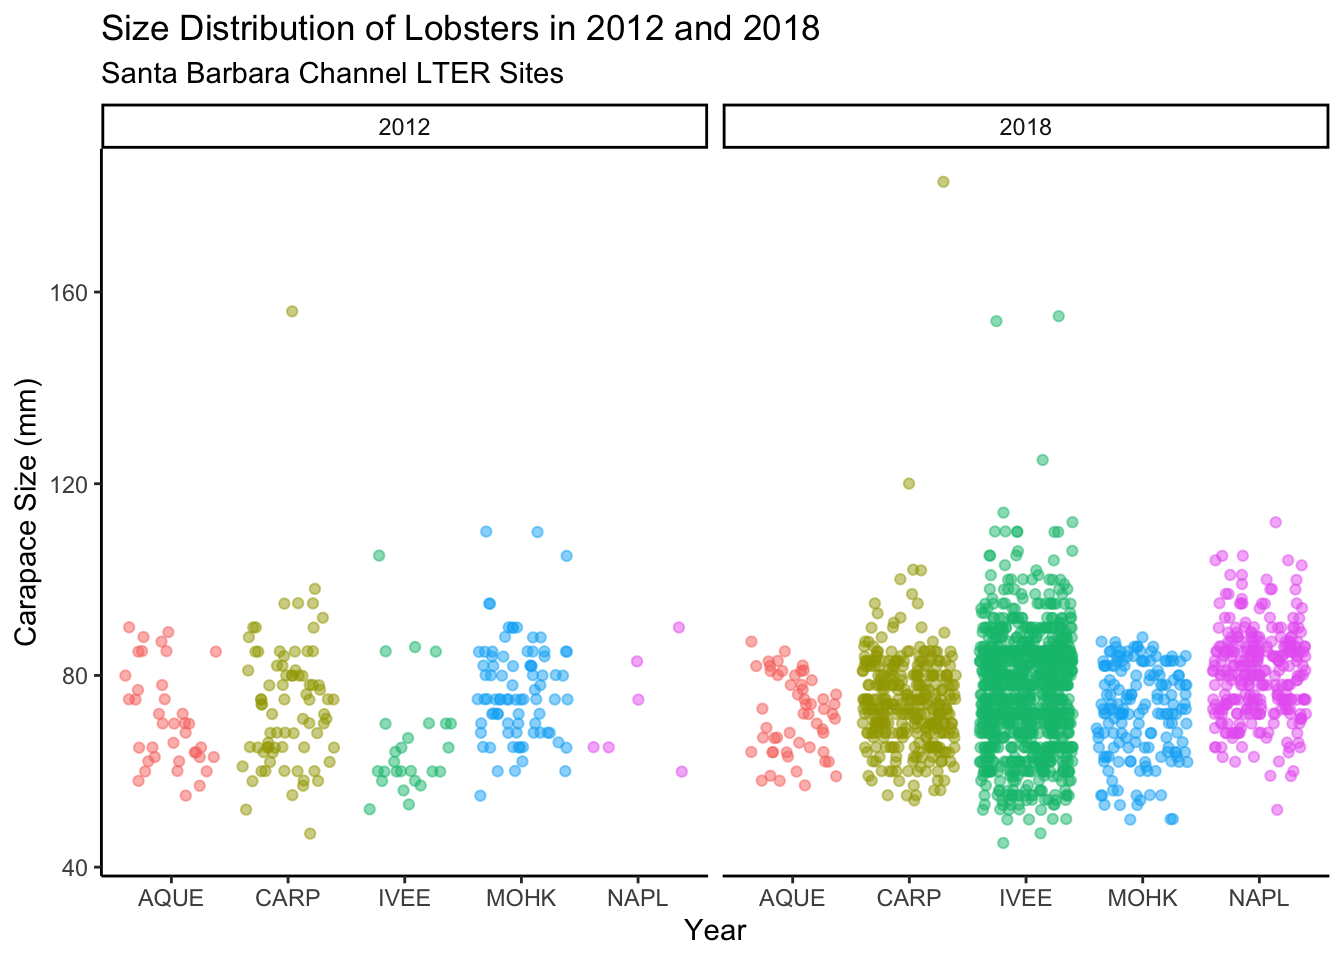 Size Distribution of Lobsters in 2012 and 2018
Santa Barbara Channel LTER Sites
2012 2018
160
120
80
40
Carapace Size (mm)
AQUE CARP IVEE MOHK NAPL AQUE CARP IVEE MOHK NAPL
Year